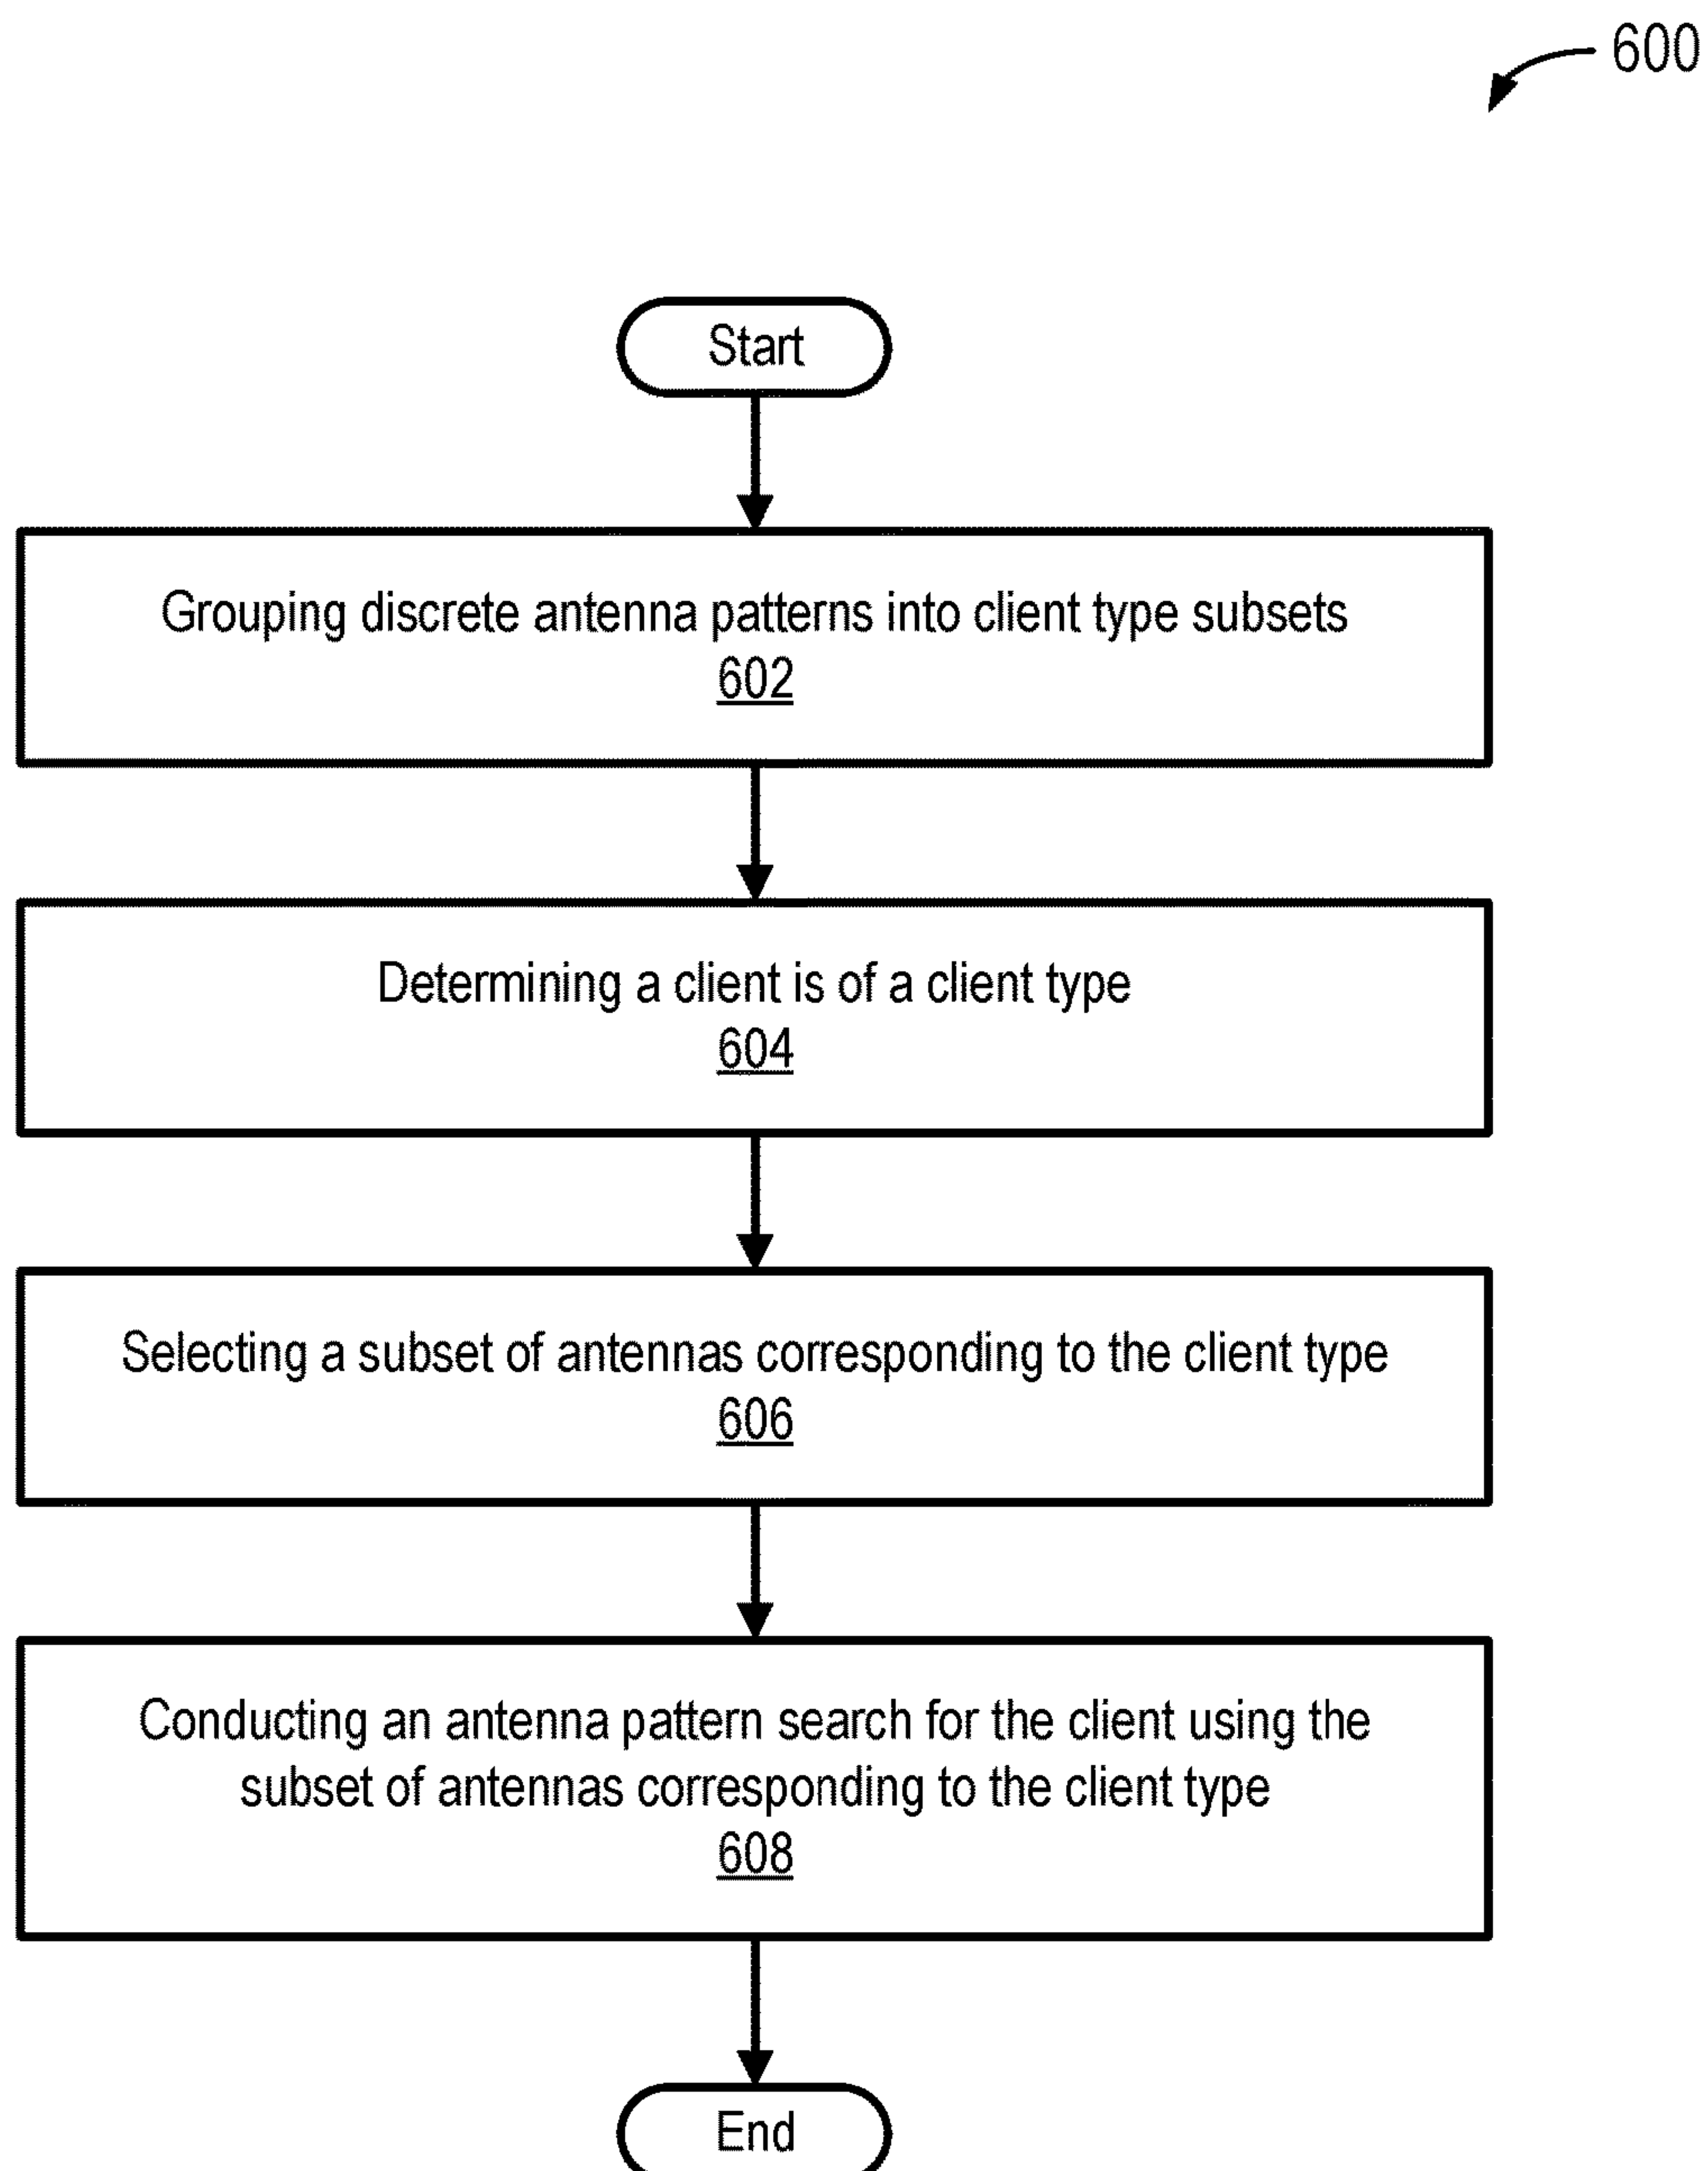 600
Start
Grouping discrete antenna patterns into client type subsets
602
Determining a client is of a client type
604
Selecting a subset of antennas corresponding to the client type
606
Conducting an antenna pattern search for the client using the
subset of antennas corresponding to the client type
608
End